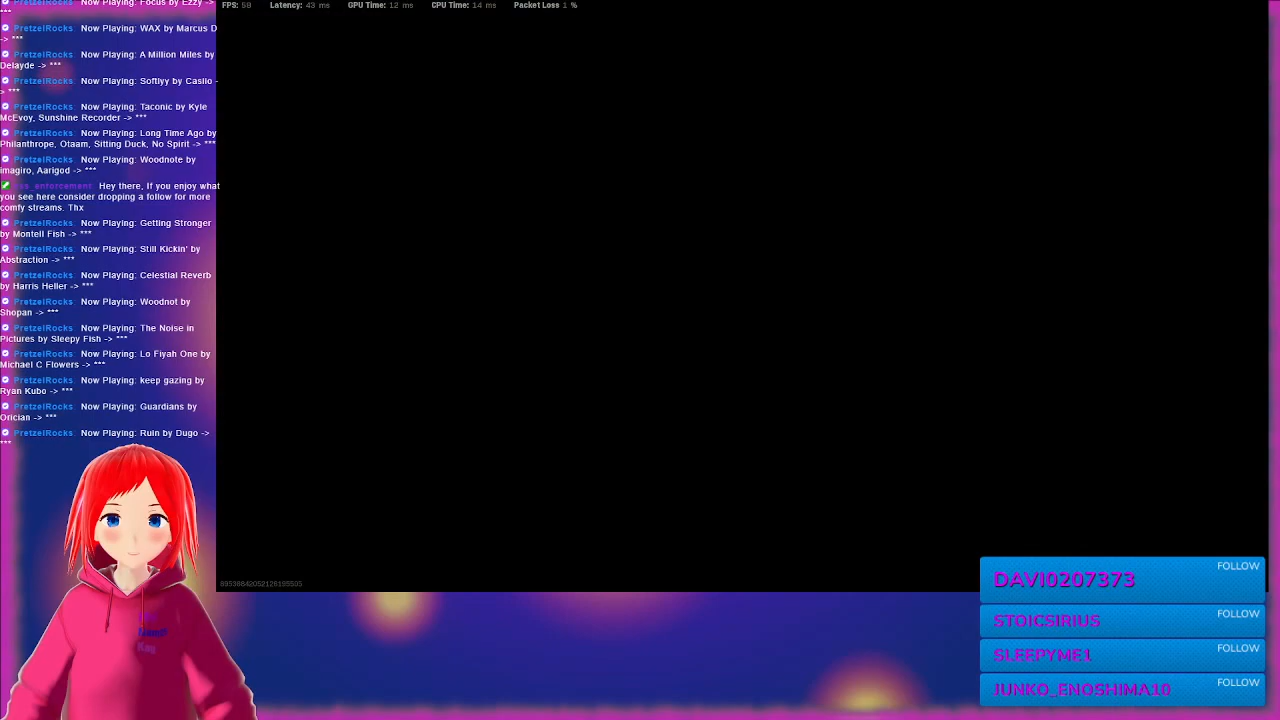 FPS: 58 Latency: 43 ms GPU Time: 12 ms CPU Time: 14 ms Packet Loss 1 %
PretzelRocks: Now Playing: Focus by Ezzy ->
***
PretzelRocks: Now Playing: WAX by Marcus D
-> ***
PretzelRocks: Now Playing: A Million Miles by
Delayde -> ***
PretzelRocks: Now Playing: Softlyy by Casiio -
> ***
PretzelRocks: Now Playing: Taconic by Kyle
McEvoy, Sunshine Recorder -> ***
PretzelRocks: Now Playing: Long Time Ago by
Philanthrope, Otaam, Sitting Duck, No Spirit -> ***
PretzelRocks: Now Playing: Woodnote by
imagiro, Aarigod -> ***
enforcement: Hey there, If you enjoy what
you see here consider dropping a follow for more
comfy streams. Thx
PretzelRocks: Now Playing: Getting Stronger
by Montell Fish -> ***
PretzelRocks: Now Playing: Still Kickin' by
Abstraction -> ***
PretzelRocks: Now Playing: Celestial Reverb
by Harris Heller -> ***
PretzelRocks: Now Playing: Woodnot by
Shopan -> ***
PretzelRocks: Now Playing: The Noise in
Pictures by Sleepy Fish -> ***
PretzelRocks: Now Playing: Lo Fiyah One by
Michael C Flowers -> ***
PretzelRocks: Now Playing: keep gazing by
Ryan Kubo -> ***
PretzelRocks: Now Playing: Guardians by
Orician -> ***
PretzelRocks: Now Playing: Ruin by Dugo ->
***
DAVI0207373 FOLLOW
STOICSIRIUS FOLLOW
SLEEPYME1 FOLLOW
JUNKO_ENOSHIMA10 FOLLOW